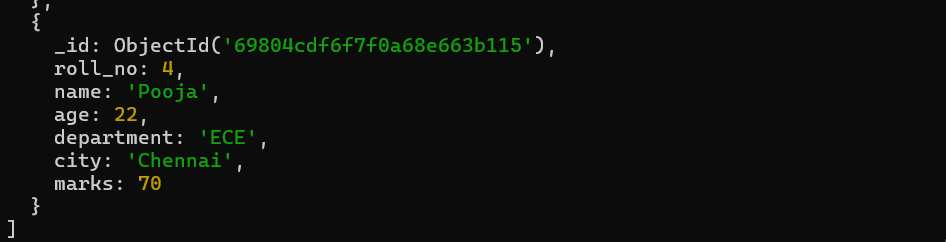 },
{
_id: ObjectId('69804cdf6f7f0a68e663b115'),
roll_no: 4,
name: 'Pooja',
age: 22,
department: 'ECE',
city: 'Chennai',
marks: 70
}
]